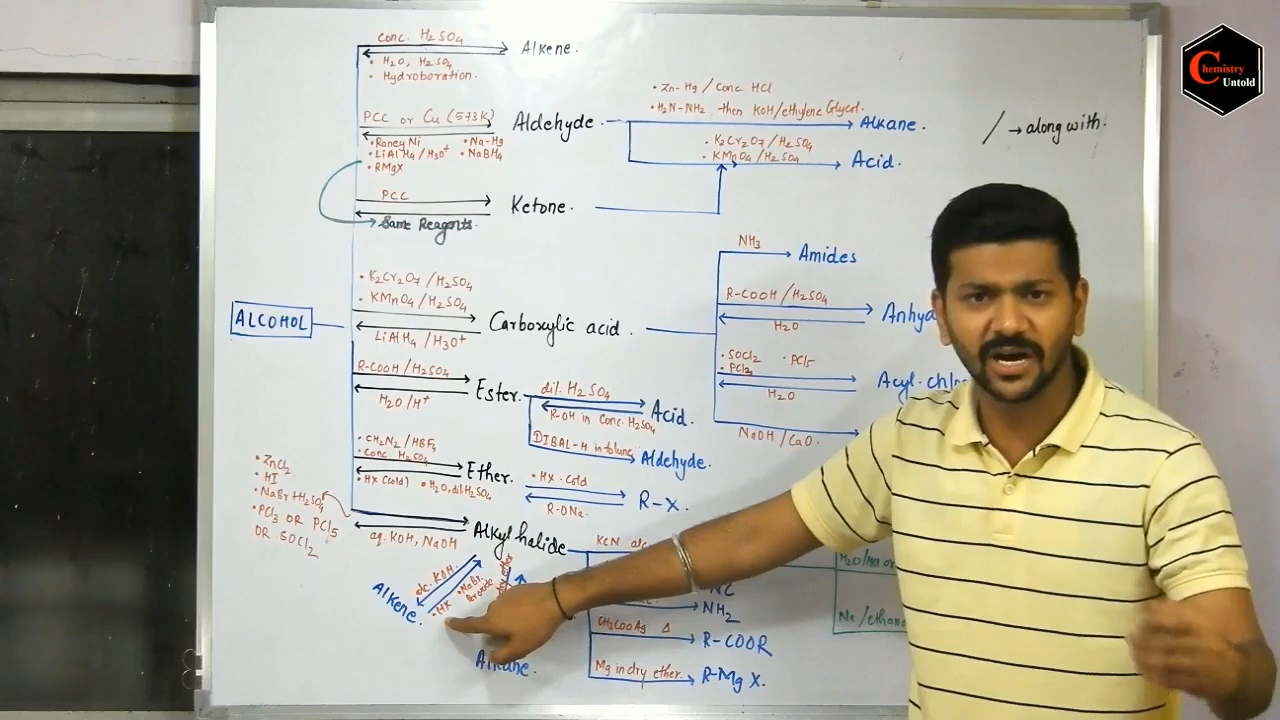 Chemistry
Untold
conc. H2SO4
Alkene.
• H2O, H2SO4
• Hydroboration.
PCC or Cu (573K)
Aldehyde
• Raney Ni
• Na-Hg
• LiAlH4/H3O+
• NaBH4
• RMgX
• Zn-Hg/conc HCl
• H2N-NH2 then KOH/ethylene Glycol.
Alkane.
• K2Cr2O7/H2SO4
• KMnO4/H2SO4
Acid.
/ → along with.
PCC
Ketone.
Same Reagents.
ALCOHOL
• K2Cr2O7/H2SO4
• KMnO4/H2SO4
Carboxylic acid.
LiAlH4/H3O+
NH3
Amides
R-COOH/H2SO4
H2O
• SOCl2 • PCl5
• PCl3
H2O
NaOH/CaO.
R-COOH/H2SO4
Ester.
H2O/H+
dil. H2SO4
Acid.
R-OH in conc. H2SO4
DIBAL-H in
Aldehyde.
• CH2N2/HBF4
• conc H2SO4
Ether.
• HX (cold) • H2O, dil. H2SO4
• HX cold
R-X.
R-ONa.
• ZnCl2
• HI
• NaBr+H2SO4
• PCl3 OR PCl5
OR SOCl2
Alkyl halide
aq. KOH, NaOH
alc. KOH.
• HX
• NaBr.
Alkene.
Alkane.
KCN alc
NC
NH2
CH3COOAg Δ
R-COOR
Mg in dry ether.
R-Mg X.
Na/ethano